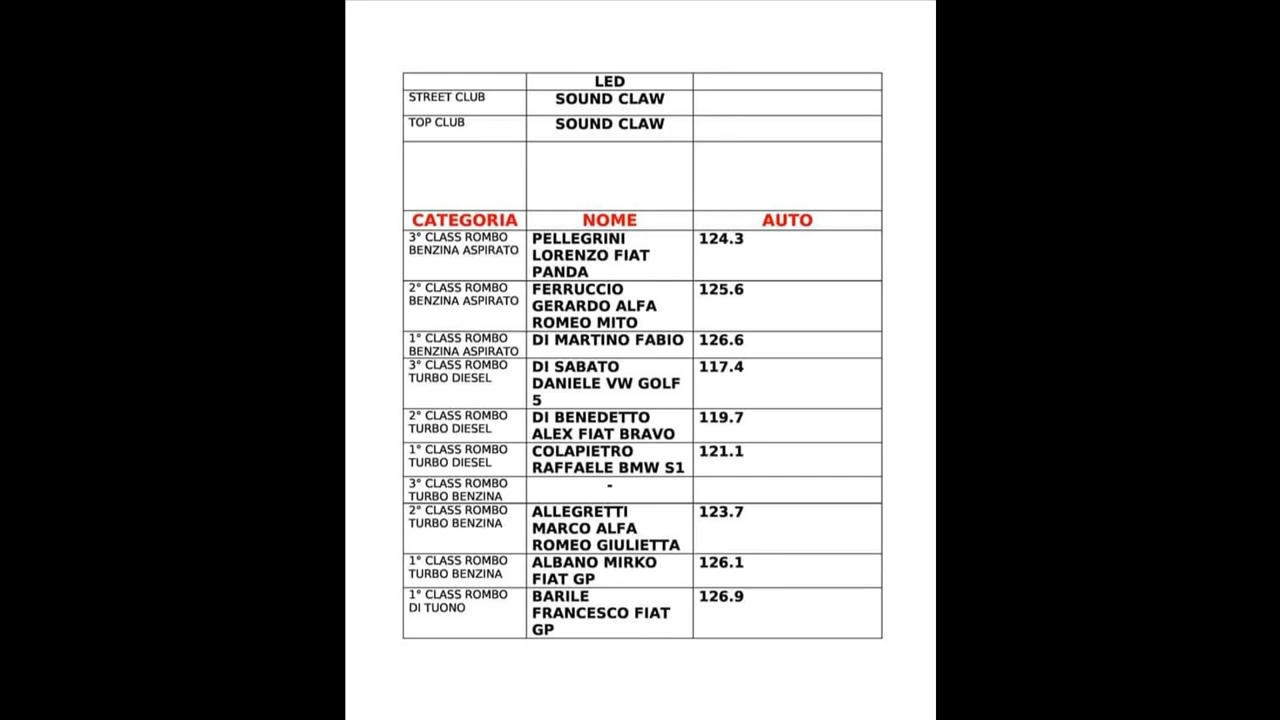 LED
STREET CLUB SOUND CLAW
TOP CLUB SOUND CLAW
CATEGORIA NOME AUTO
3° CLASS ROMBO
BENZINA ASPIRATO
PELLEGRINI
LORENZO FIAT
PANDA
124.3
2° CLASS ROMBO
BENZINA ASPIRATO
FERRUCCIO
GERARDO ALFA
ROMEO MITO
125.6
1° CLASS ROMBO
BENZINA ASPIRATO
DI MARTINO FABIO
126.6
3° CLASS ROMBO
TURBO DIESEL
DI SABATO
DANIELE VW GOLF
5
117.4
2° CLASS ROMBO
TURBO DIESEL
DI BENEDETTO
ALEX FIAT BRAVO
119.7
1° CLASS ROMBO
TURBO DIESEL
COLAPIETRO
RAFFAELE BMW S1
121.1
3° CLASS ROMBO
TURBO BENZINA
-
2° CLASS ROMBO
TURBO BENZINA
ALLEGRETTI
MARCO ALFA
ROMEO GIULIETTA
123.7
1° CLASS ROMBO
TURBO BENZINA
ALBANO MIRKO
FIAT GP
126.1
1° CLASS ROMBO
DI TUONO
BARILE
FRANCESCO FIAT
GP
126.9